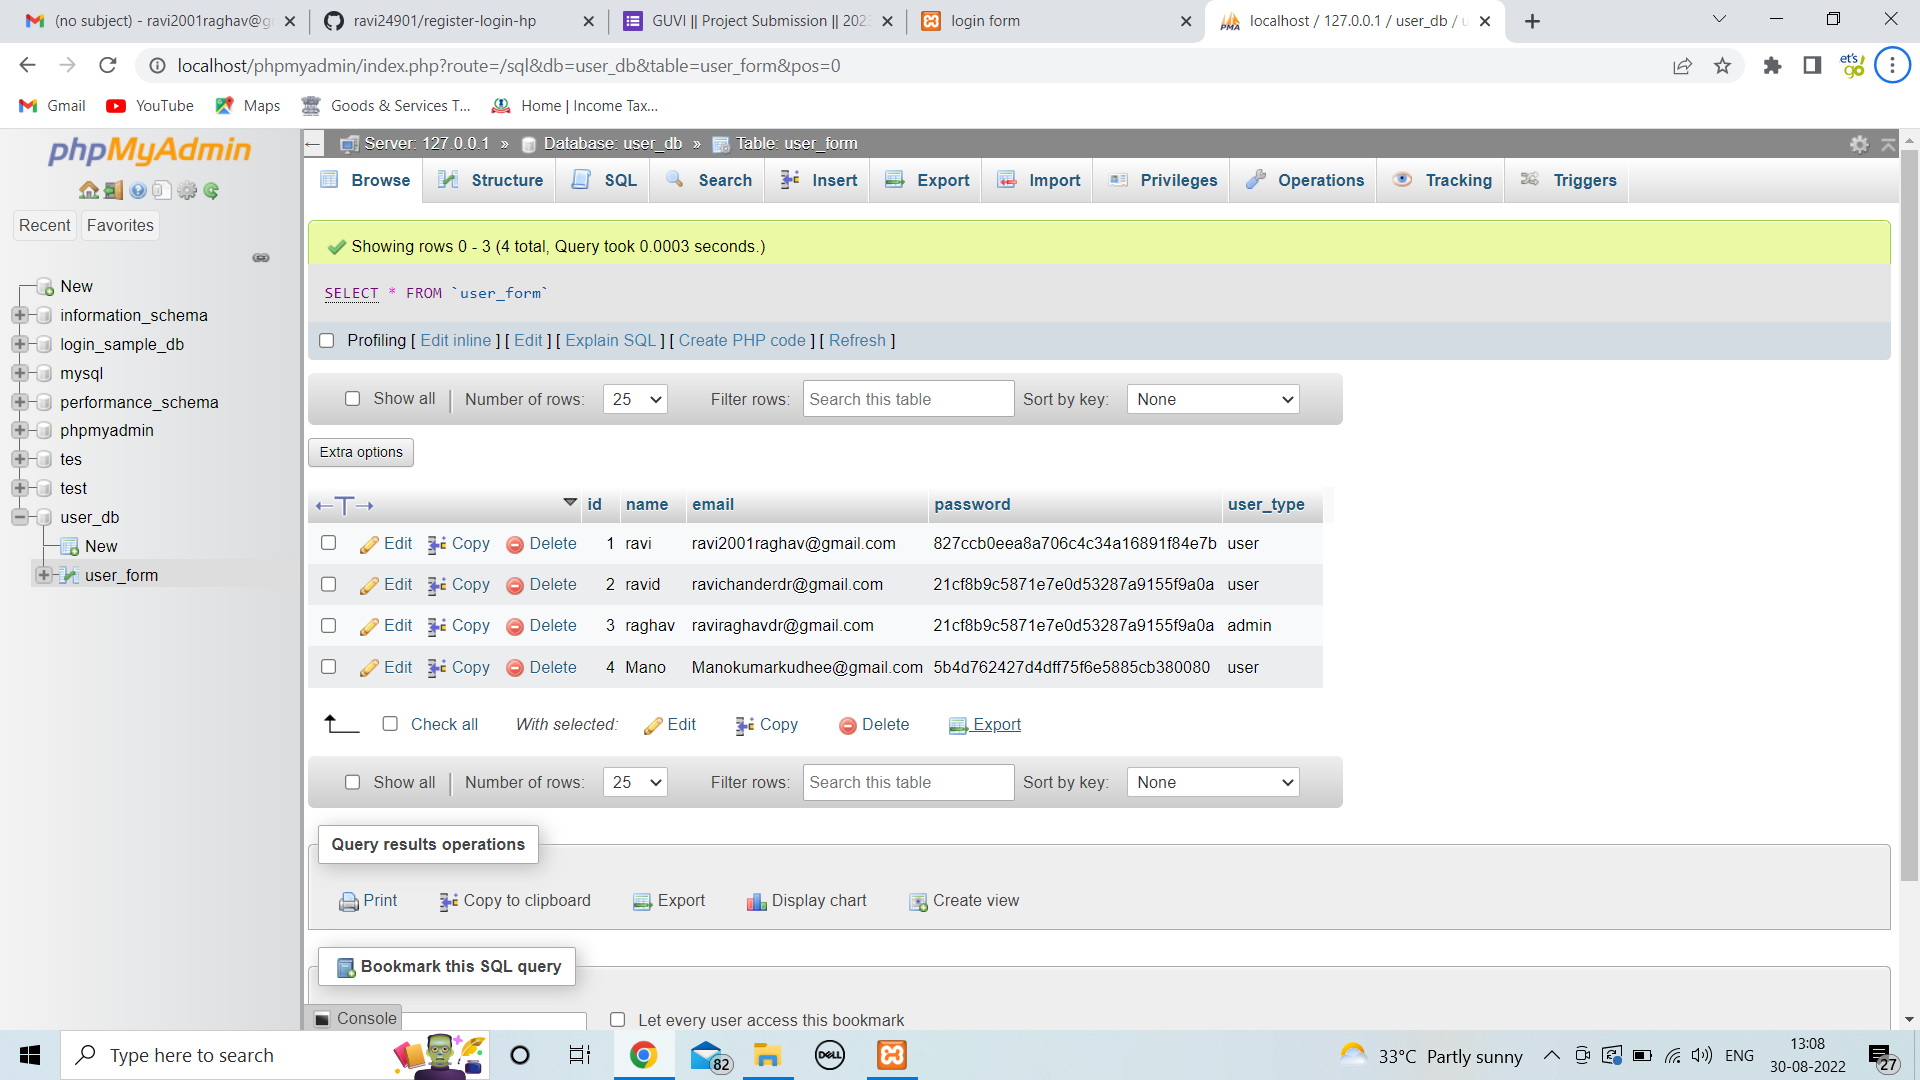 (no subject) - ravi2001raghav@g
ravi24901/register-login-hp
GUVI || Project Submission || 202
login form
localhost / 127.0.0.1 / user_db / u
localhost/phpmyadmin/index.php?route=/sql&db=user_db&table=user_form&pos=0
Gmail
YouTube
Maps
Goods & Services T...
Home | Income Tax...
phpMyAdmin
Recent
Favorites
New
information_schema
login_sample_db
mysql
performance_schema
phpmyadmin
tes
test
user_db
New
user_form
Server: 127.0.0.1 » Database: user_db » Table: user_form
Browse Structure SQL Search Insert Export Import Privileges Operations Tracking Triggers
Showing rows 0 - 3 (4 total, Query took 0.0003 seconds.)
SELECT * FROM `user_form`
Profiling [ Edit inline ] [ Edit ] [ Explain SQL ] [ Create PHP code ] [ Refresh ]
Show all Number of rows: 25 Filter rows: Search this table Sort by key: None
Extra options
id name email password user_type
Edit Copy Delete 1 ravi ravi2001raghav@gmail.com 827ccb0eea8a706c4c34a16891f84e7b user
Edit Copy Delete 2 ravid ravichanderdr@gmail.com 21cf8b9c5871e7e0d53287a9155f9a0a user
Edit Copy Delete 3 raghav raviraghavdr@gmail.com 21cf8b9c5871e7e0d53287a9155f9a0a admin
Edit Copy Delete 4 Mano Manokumarkudhee@gmail.com 5b4d762427d4dff75f6e5885cb380080 user
Check all With selected: Edit Copy Delete Export
Show all Number of rows: 25 Filter rows: Search this table Sort by key: None
Query results operations
Print Copy to clipboard Export Display chart Create view
Bookmark this SQL query
Console
Let every user access this bookmark
Type here to search
82
DELL
33°C Partly sunny
ENG
13:08
30-08-2022
27